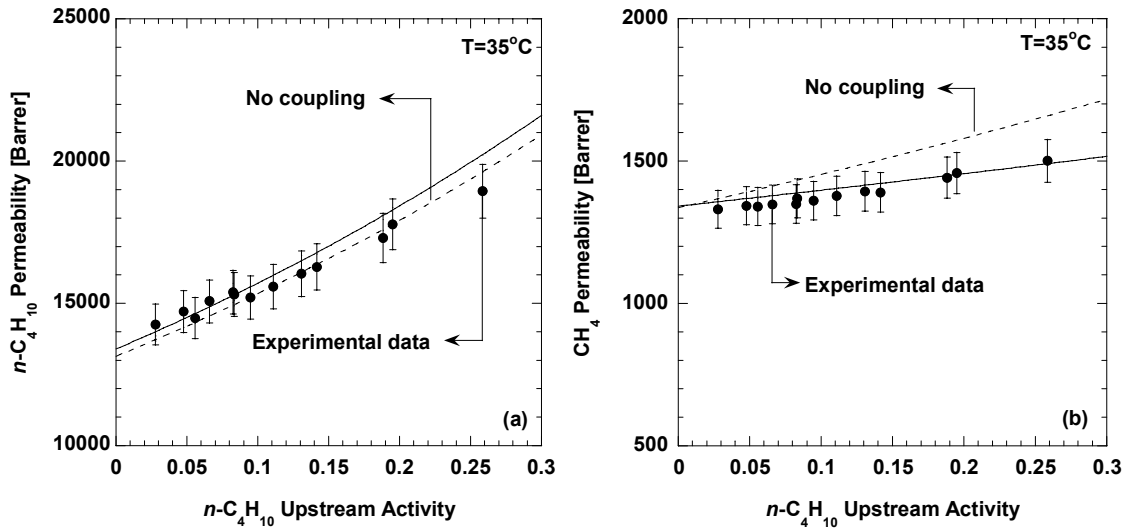 25000
20000
15000
10000
n-C4H10 Permeability [Barrer]
T=35°C
No coupling
Experimental data
(a)
0 0.05 0.1 0.15 0.2 0.25 0.3
n-C4H10 Upstream Activity
2000
1500
1000
500
CH4 Permeability [Barrer]
T=35°C
No coupling
Experimental data
(b)
0 0.05 0.1 0.15 0.2 0.25 0.3
n-C4H10 Upstream Activity